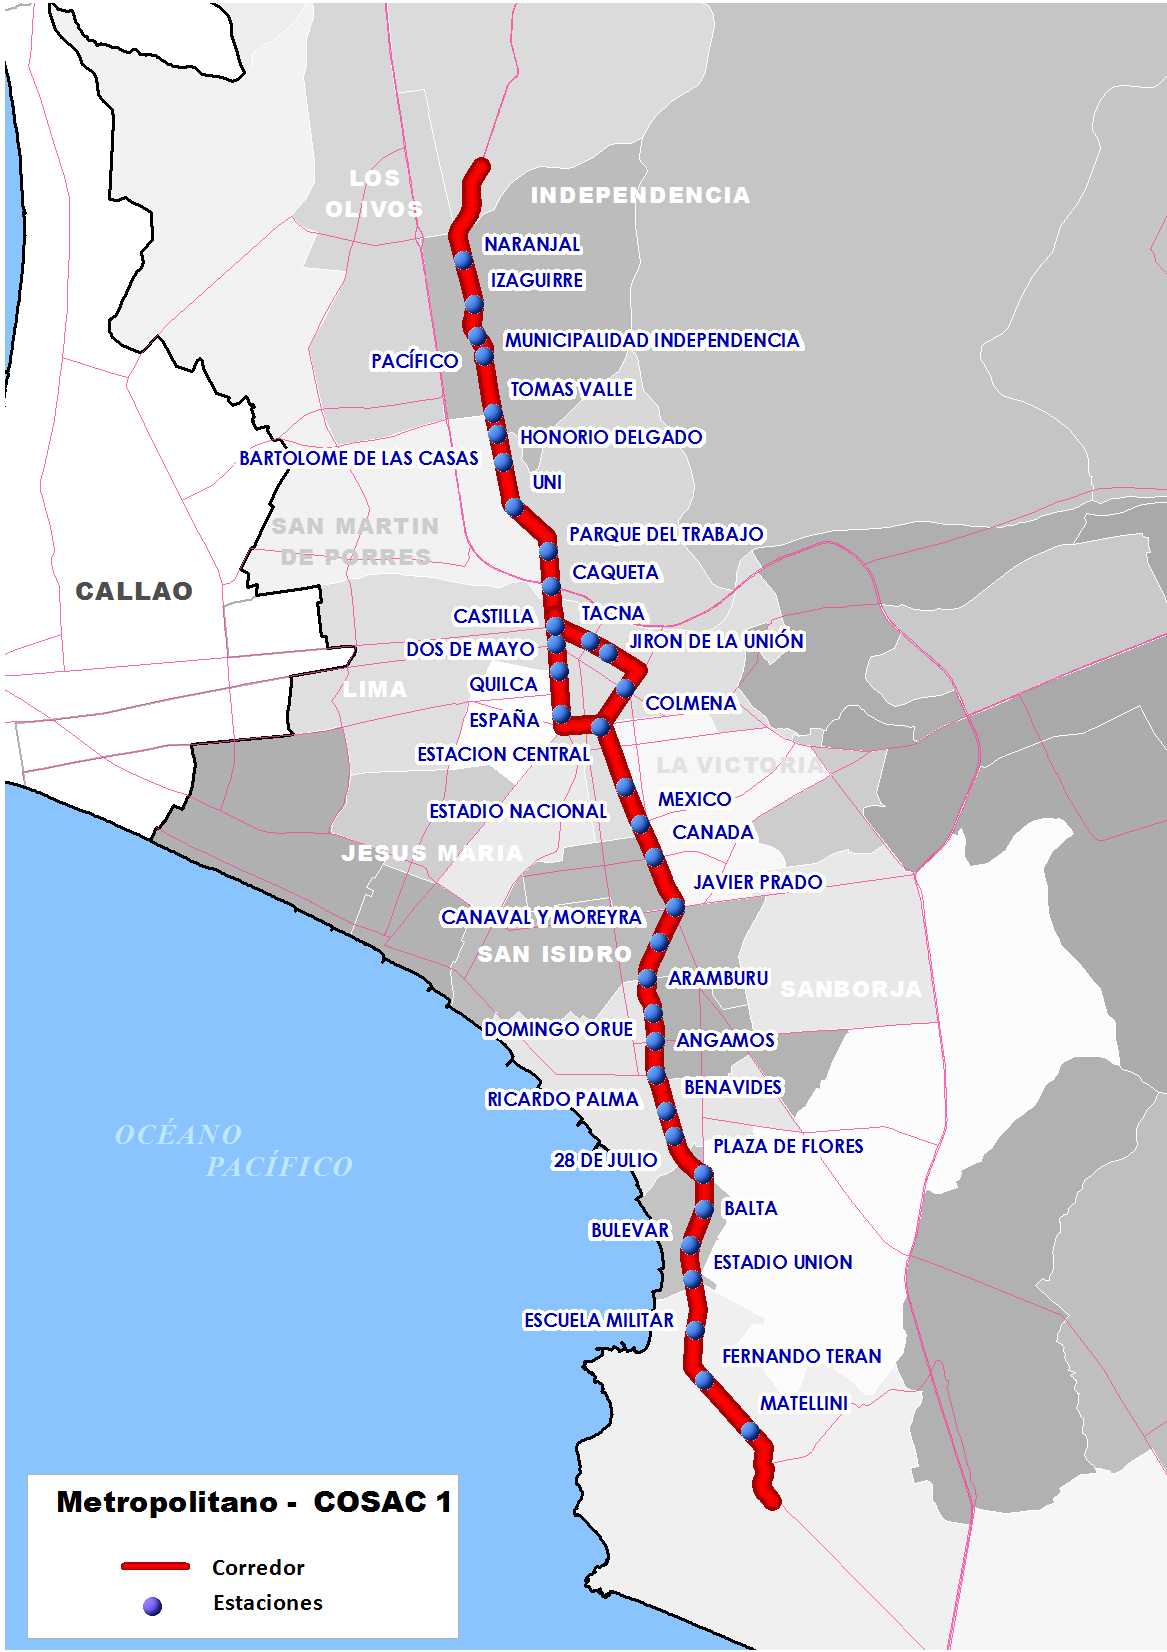 LOS
OLIVOS
INDEPENDENCIA
NARANJAL
IZAGUIRRE
MUNICIPALIDAD INDEPENDENCIA
PACÍFICO
TOMAS VALLE
HONORIO DELGADO
BARTOLOME DE LAS CASAS
UNI
SAN MARTIN
DE PORRES
PARQUE DEL TRABAJO
CAQUETA
CALLAO
CASTILLA
TACNA
JIRON DE LA UNIÓN
DOS DE MAYO
QUILCA
LIMA
COLMENA
ESPAÑA
ESTACION CENTRAL
LA VICTORIA
MEXICO
ESTADIO NACIONAL
CANADA
JESUS MARIA
JAVIER PRADO
CANAVAL Y MOREYRA
SAN ISIDRO
ARAMBURU
SANBORJA
DOMINGO ORUE
ANGAMOS
BENAVIDES
RICARDO PALMA
OCÉANO
PACÍFICO
PLAZA DE FLORES
28 DE JULIO
BALTA
BULEVAR
ESTADIO UNION
ESCUELA MILITAR
FERNANDO TERAN
MATELLINI
Metropolitano - COSAC 1
Corredor
Estaciones